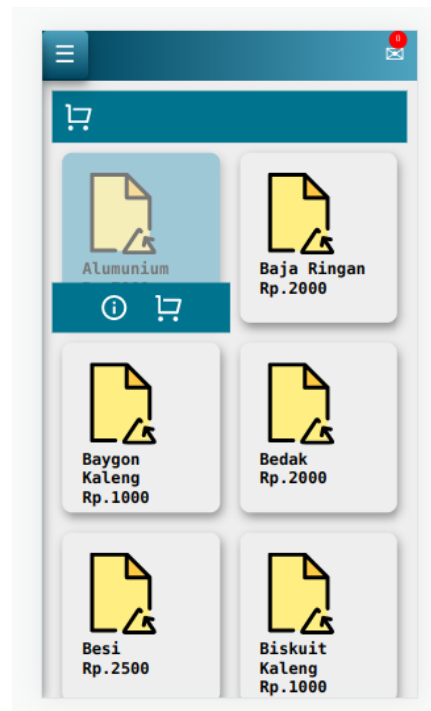 0
Alumunium
Baja Ringan
Rp.2000
Baygon
Kaleng
Rp.1000
Bedak
Rp.2000
Besi
Rp.2500
Biskuit
Kaleng
Rp.1000